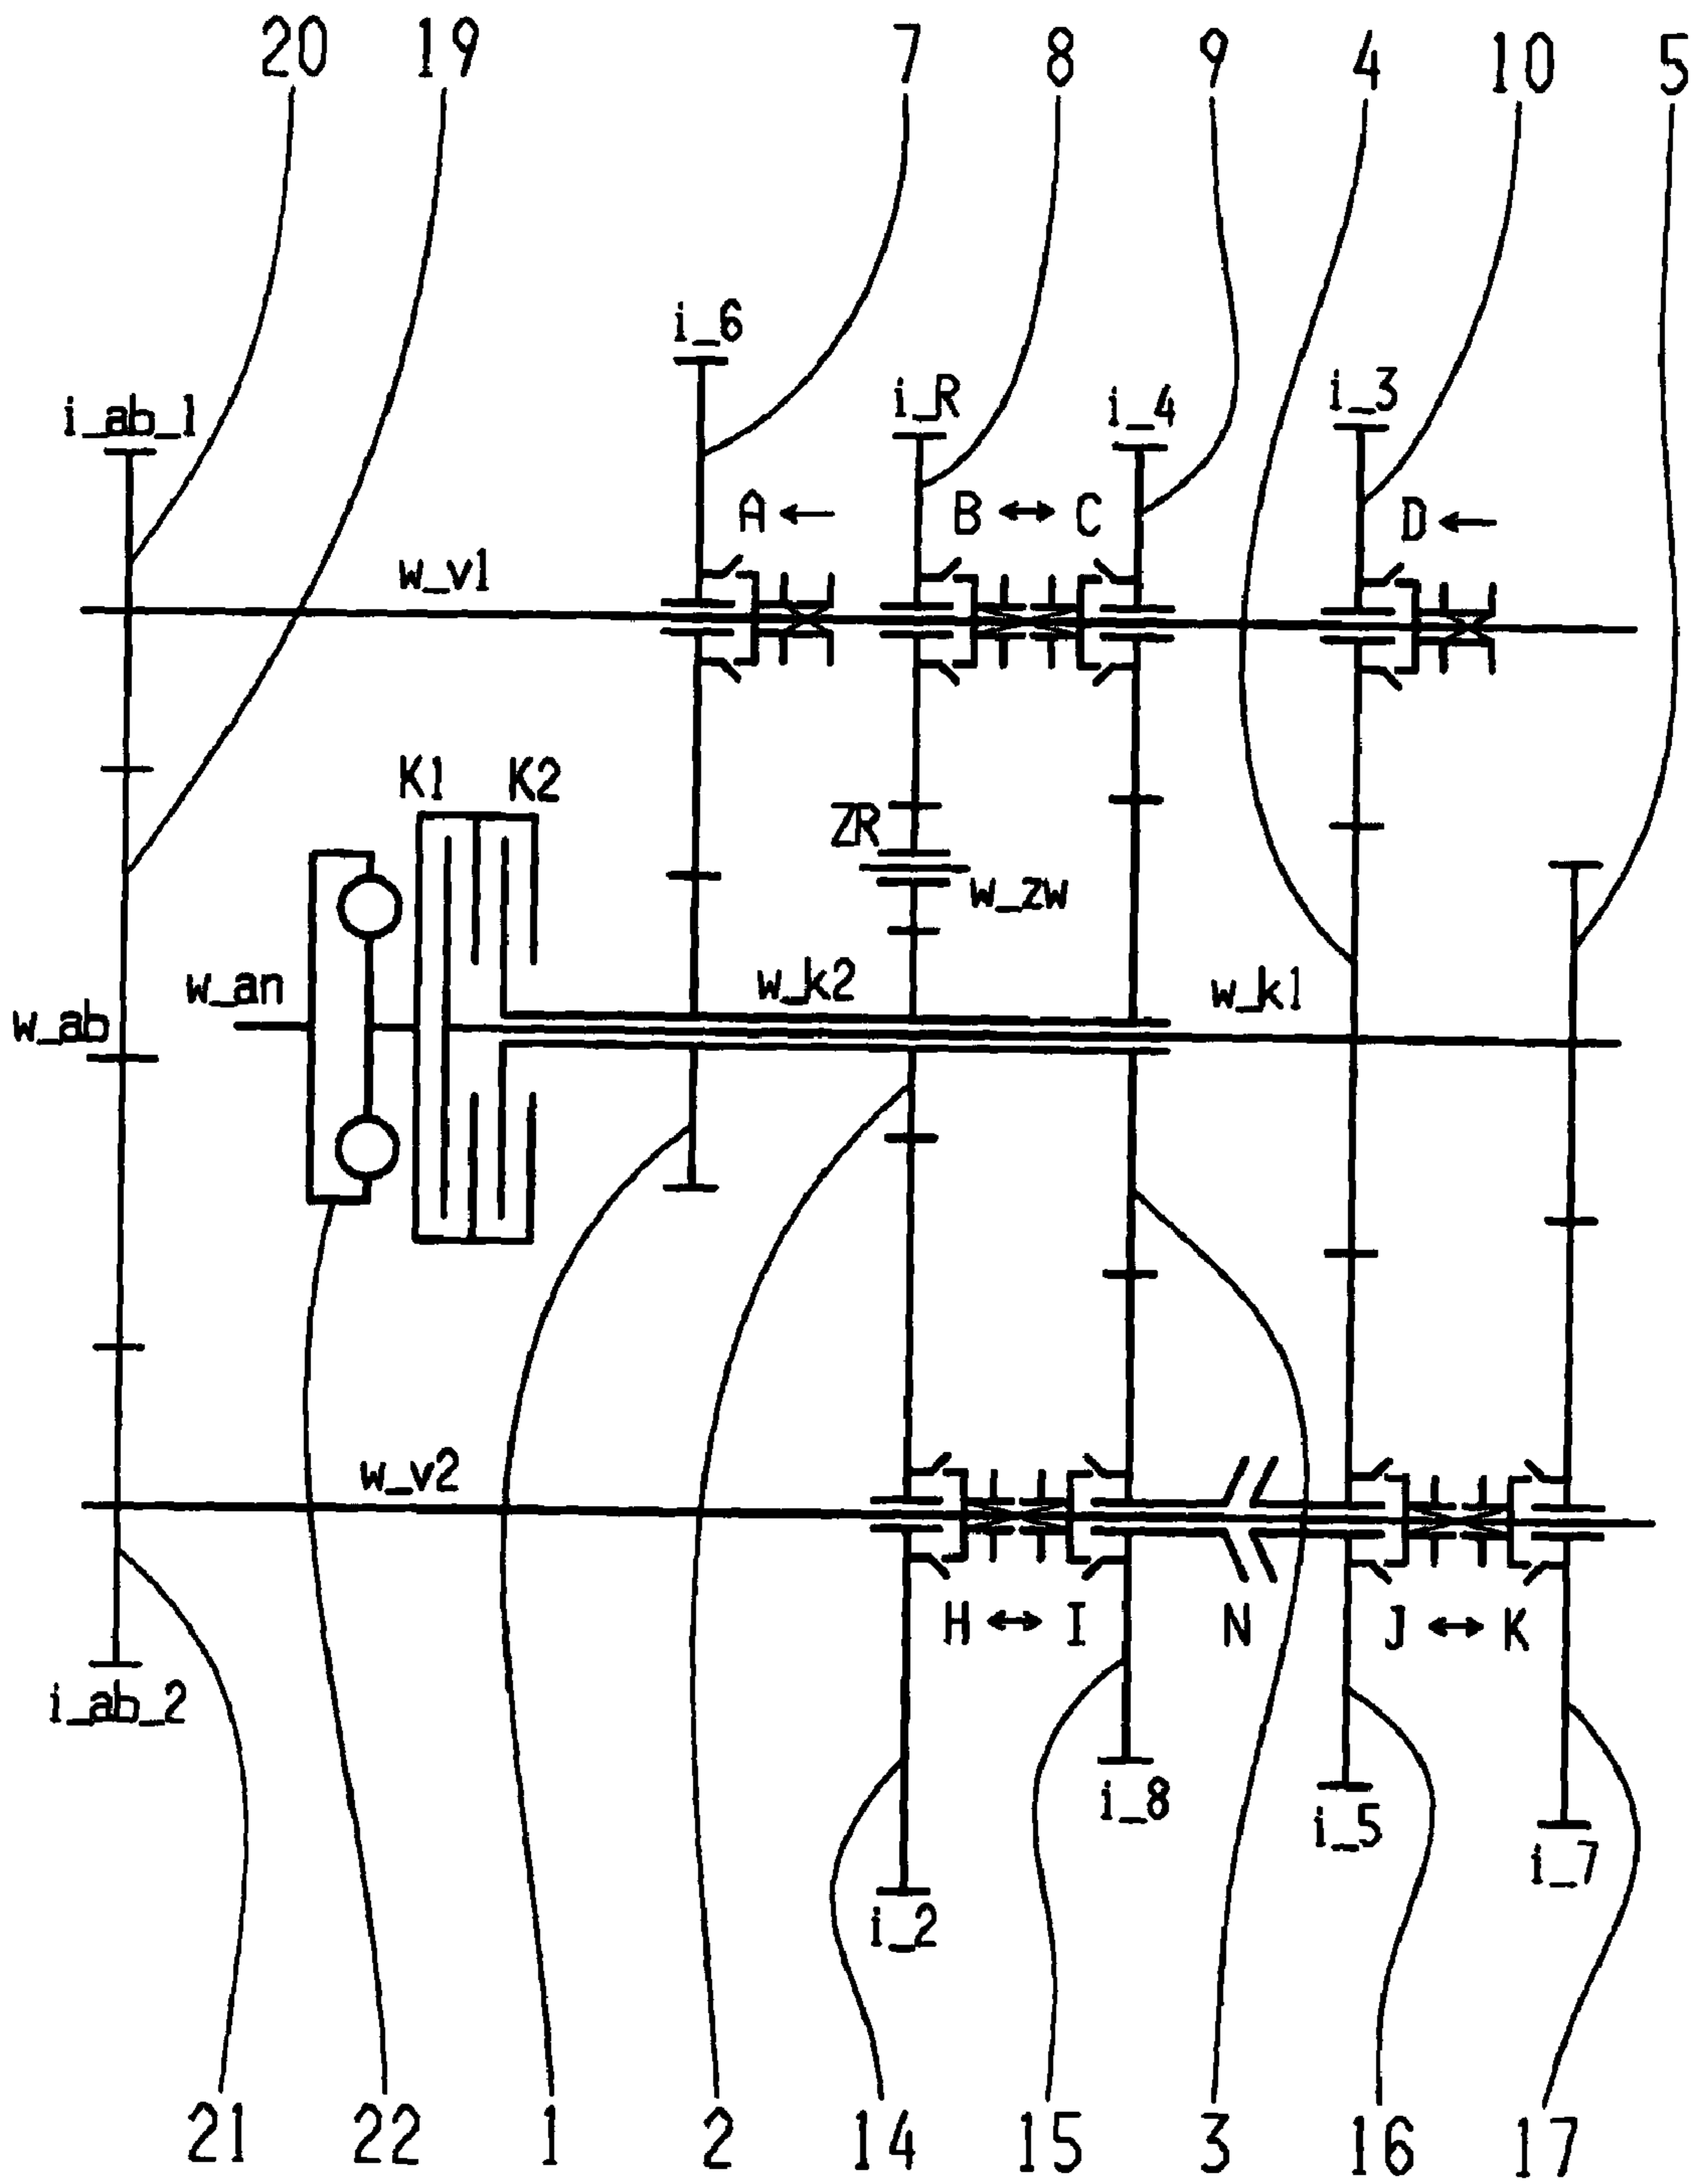 20 19 7 8 9 4 10 5
i_6
i_ab_1 i_R i_4 i_3
A B C D
w_v1
K1 K2
ZR
w_zw
w_an w_k2 w_k1
w_ab
w_v2
H I N J K
i_ab_2
i_8 i_5
i_7
i_2
21 22 1 2 14 15 3 16 17